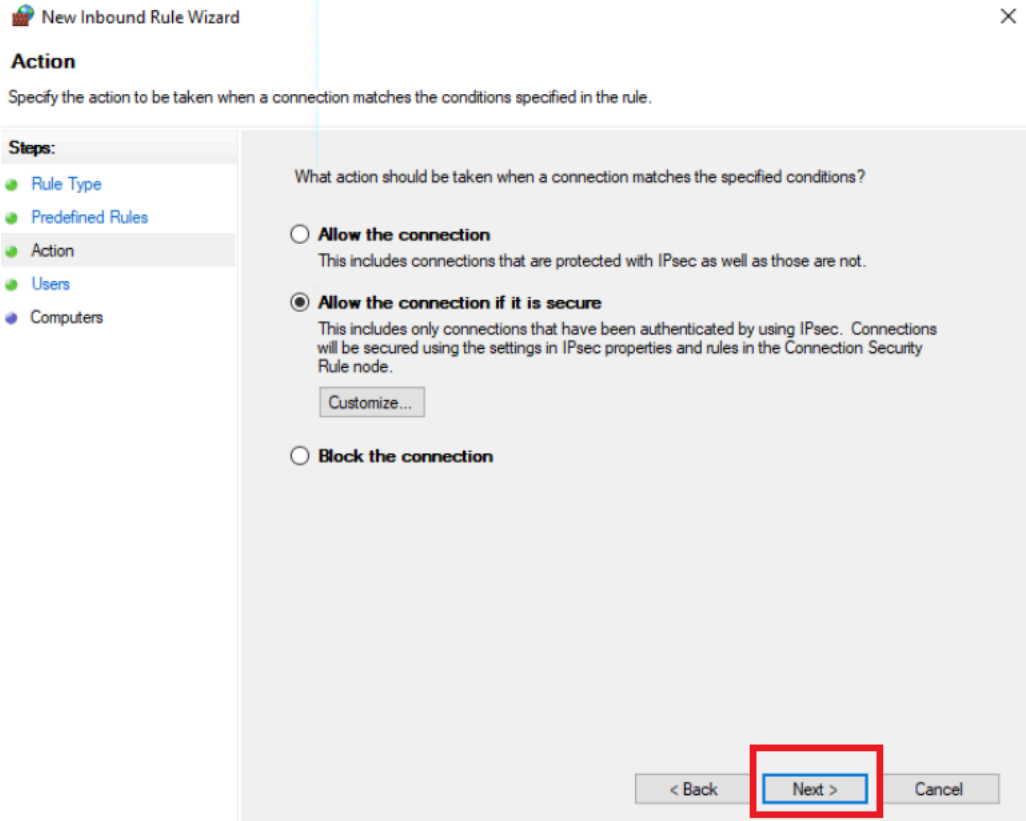 New Inbound Rule Wizard
Action
Specify the action to be taken when a connection matches the conditions specified in the rule.
Steps:
Rule Type
Predefined Rules
Action
Users
Computers
What action should be taken when a connection matches the specified conditions?
Allow the connection
This includes connections that are protected with IPsec as well as those are not.
Allow the connection if it is secure
This includes only connections that have been authenticated by using IPsec. Connections
will be secured using the settings in IPsec properties and rules in the Connection Security
Rule node.
Customize...
Block the connection
< Back
Next >
Cancel